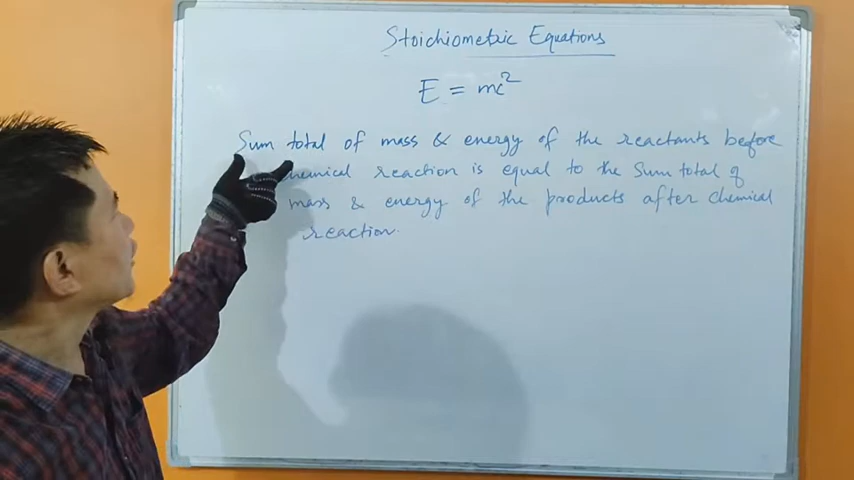 Stoichiometric Equations
E = mc²
Sum total of mass & energy of the reactants before
chemical reaction is equal to the Sum total of
mass & energy of the products after chemical
reaction.